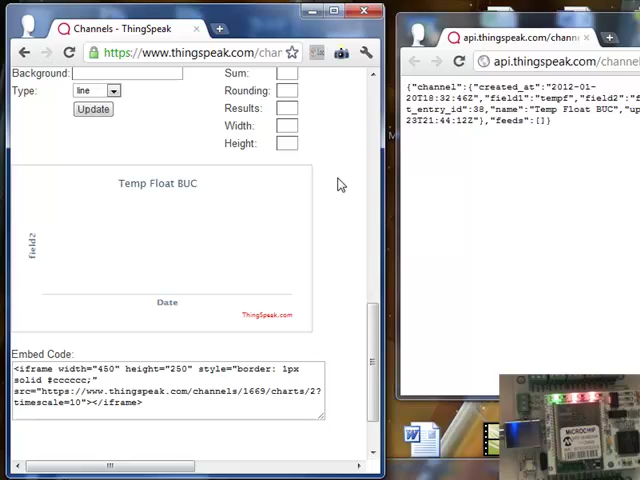 Channels - ThingSpeak
https://www.thingspeak.com/char
Background:
Type:
line
Update
Sum:
Rounding:
Results:
Width:
Height:
Temp Float BUC
field2
Date
ThingSpeak.com
Embed Code:
<iframe width="450" height="250" style="border: 1px
solid #cccccc;"
src="https://www.thingspeak.com/channels/1669/charts/2?
timescale=10"></iframe>
api.thingspeak.com/chann
api.thingspeak.com/chann
{"channel":{"created_at":"2012-01-
20T18:32:46Z","field1":"tempf","field2":"f
t_entry_id":38,"name":"Temp Float BUC","up
23T21:44:12Z"},"feeds":[]}
MICROCHIP